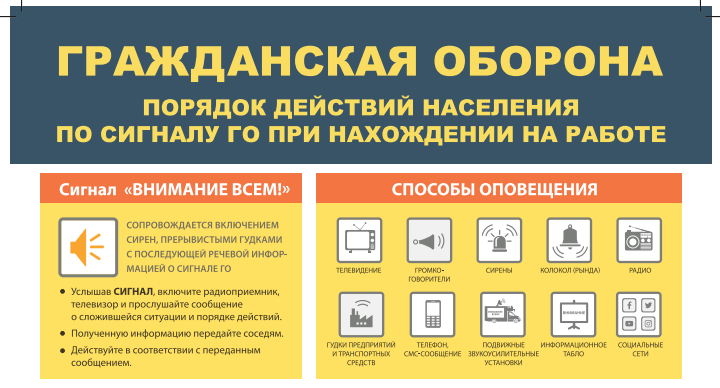 ГРАЖДАНСКАЯ ОБОРОНА
ПОРЯДОК ДЕЙСТВИЙ НАСЕЛЕНИЯ
ПО СИГНАЛУ ГО ПРИ НАХОЖДЕНИИ НА РАБОТЕ
Сигнал «ВНИМАНИЕ ВСЕМ!»
СОПРОВОЖДАЕТСЯ ВКЛЮЧЕНИЕМ
СИРЕН, ПРЕРЫВИСТЫМИ ГУДКАМИ
С ПОСЛЕДУЮЩЕЙ РЕЧЕВОЙ ИНФОР-
МАЦИЕЙ О СИГНАЛЕ ГО
• Услышав СИГНАЛ, включите радиоприемник,
телевизор и прослушайте сообщение
о сложившейся ситуации и порядке действий.
• Полученную информацию передайте соседям.
• Действуйте в соответствии с переданным
сообщением.
СПОСОБЫ ОПОВЕЩЕНИЯ
ТЕЛЕВИДЕНИЕ
ГРОМКО-
ГОВОРИТЕЛИ
СИРЕНЫ
КОЛОКОЛ (РЫНДА)
РАДИО
ГУДКИ ПРЕДПРИЯТИЙ
И ТРАНСПОРТНЫХ
СРЕДСТВ
ТЕЛЕФОН,
СМС-СООБЩЕНИЕ
ПОДВИЖНЫЕ
ЗВУКОУСИЛИТЕЛЬНЫЕ
УСТАНОВКИ
ВНИМАНИЕ
ИНФОРМАЦИОННОЕ
ТАБЛО
СОЦИАЛЬНЫЕ
СЕТИ